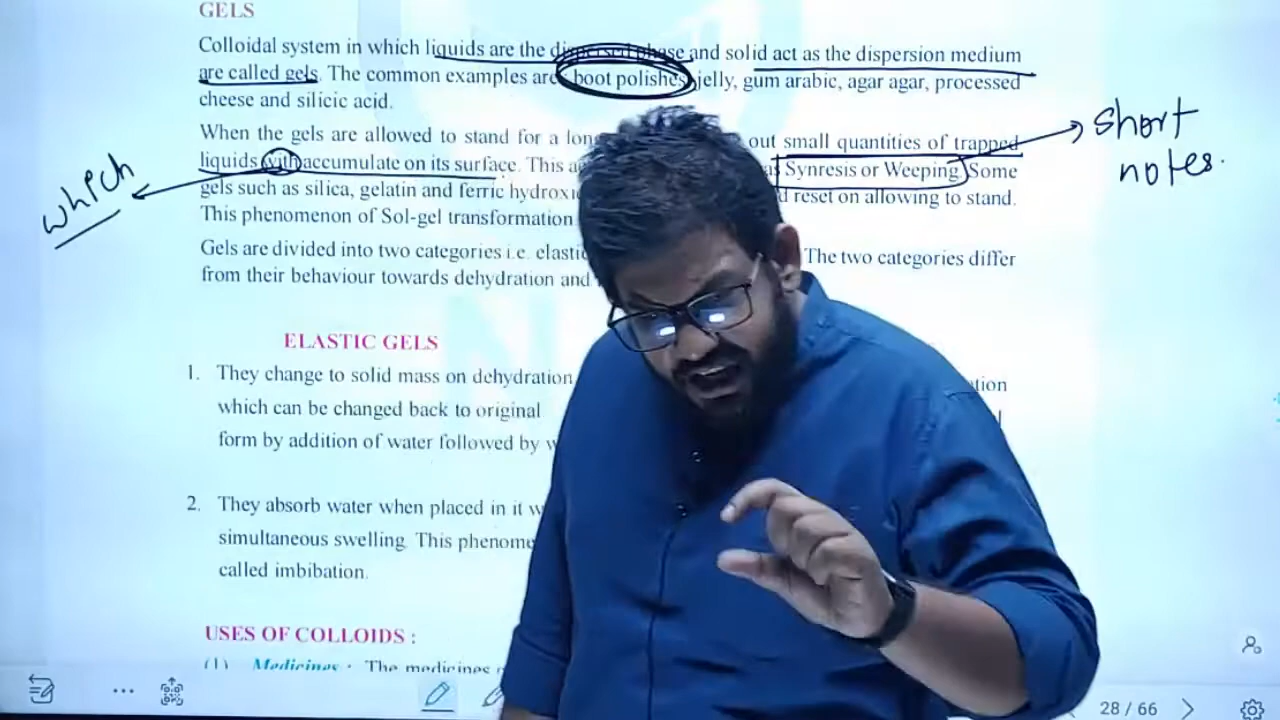 GELS
Colloidal system in which liquids are the dispersed phase and solid act as the dispersion medium
are called gels. The common examples are boot polishes, jelly, gum arabic, agar agar, processed
cheese and silicic acid.
When the gels are allowed to stand for a long out small quantities of trapped
liquids with accumulate on its surface. This Synresis or Weeping. Some
gels such as silica, gelatin and ferric reset on allowing to stand.
This phenomenon of Sol-gel transformation
Gels are divided into two categories i.e. The two categories differ
from their behaviour towards dehydration and
short
notes.
which
ELASTIC GELS
1. They change to solid mass on dehydration
which can be changed back to original
form by addition of water followed by
2. They absorb water when placed in it
simultaneous swelling. This
called imbibation.
USES OF COLLOIDS :
(1) Medicines : The medicines
28 / 66